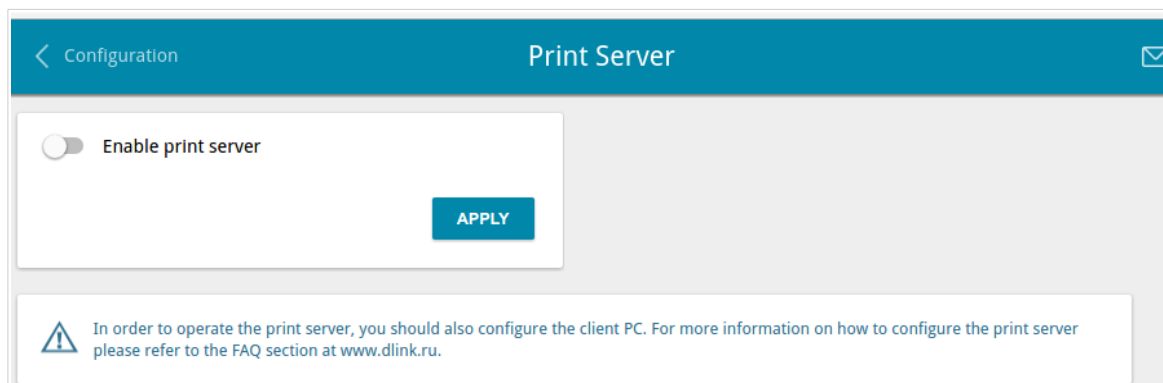 Configuration
Print Server
Enable print server
APPLY
In order to operate the print server, you should also configure the client PC. For more information on how to configure the print server
please refer to the FAQ section at www.dlink.ru.